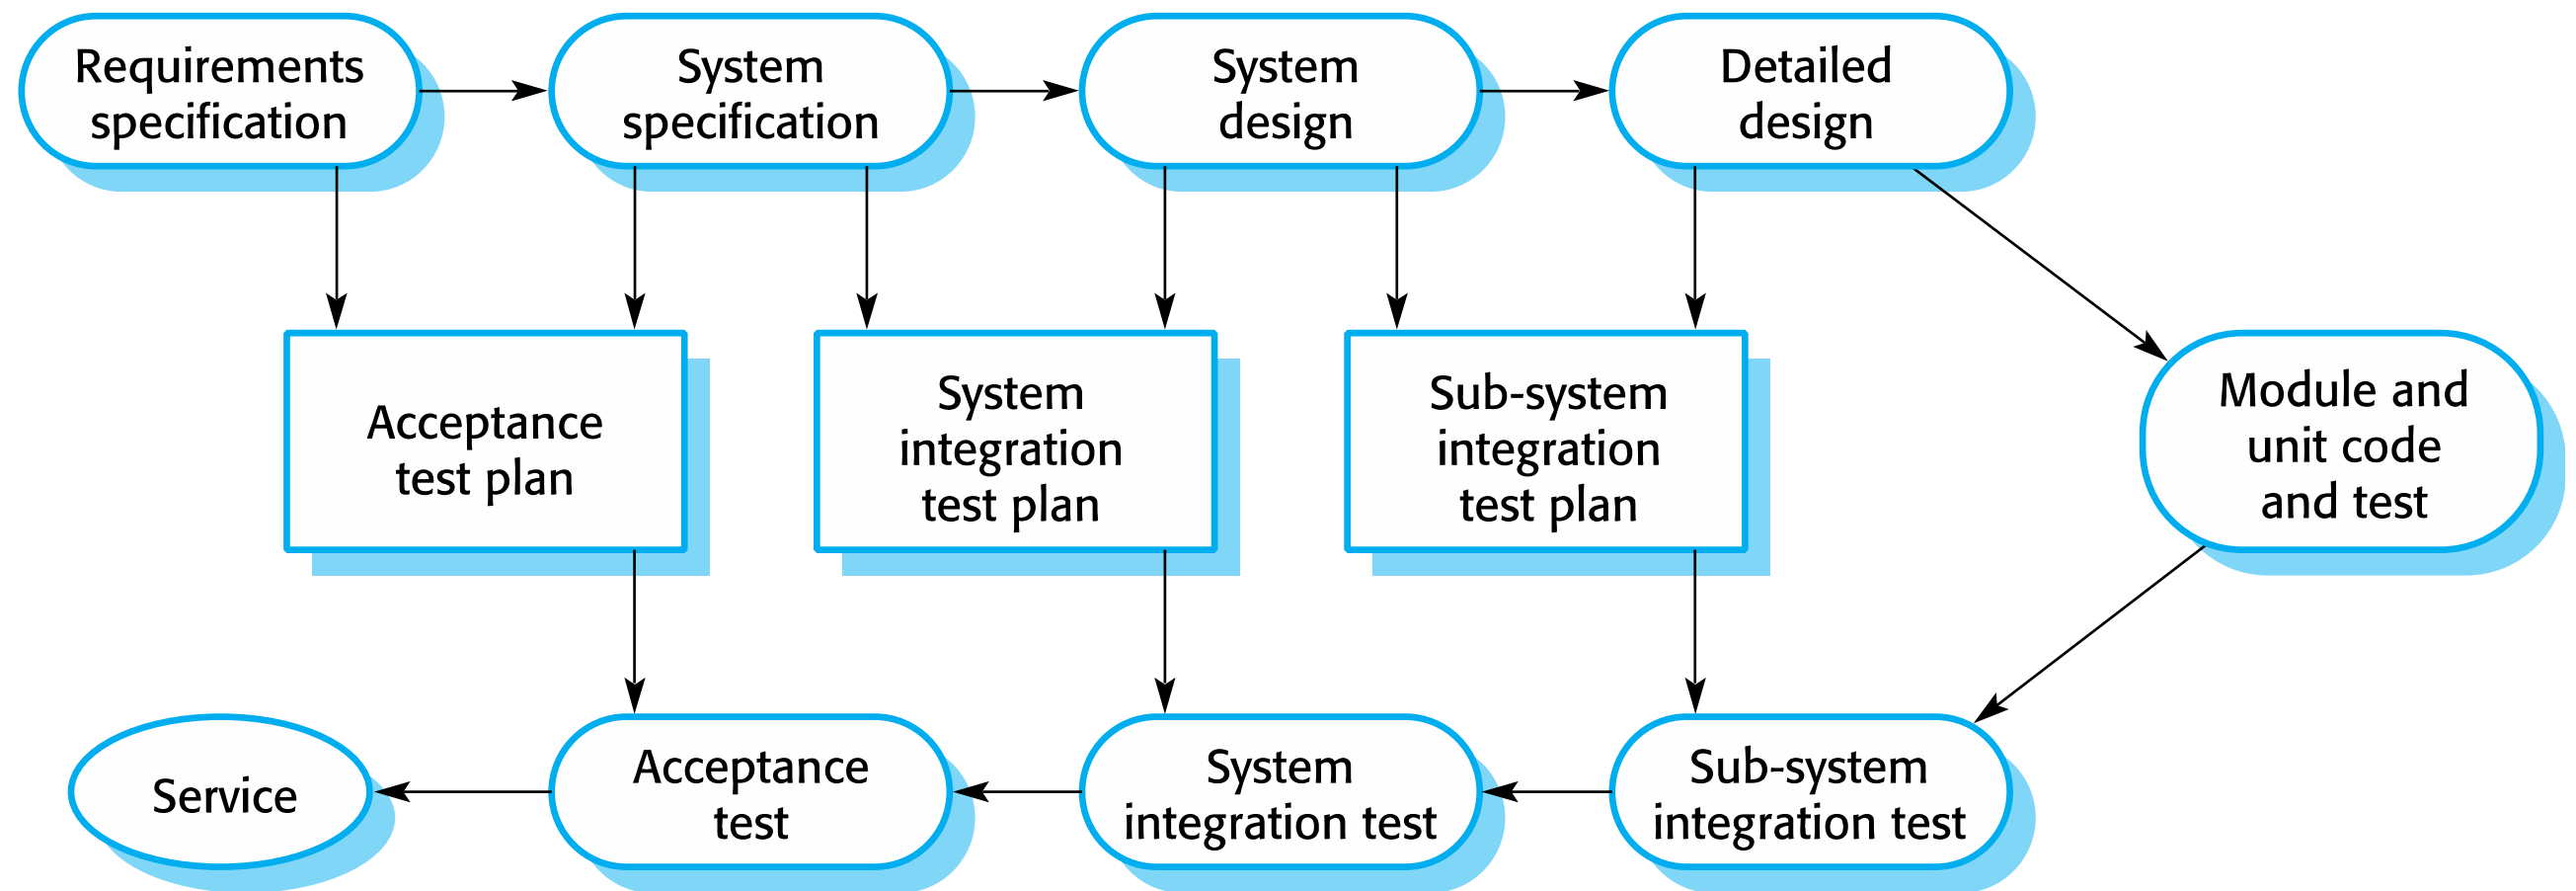 Requirements
specification
System
specification
System
design
Detailed
design
Acceptance
test plan
System
integration
test plan
Sub-system
integration
test plan
Module and
unit code
and test
Service
Acceptance
test
System
integration test
Sub-system
integration test